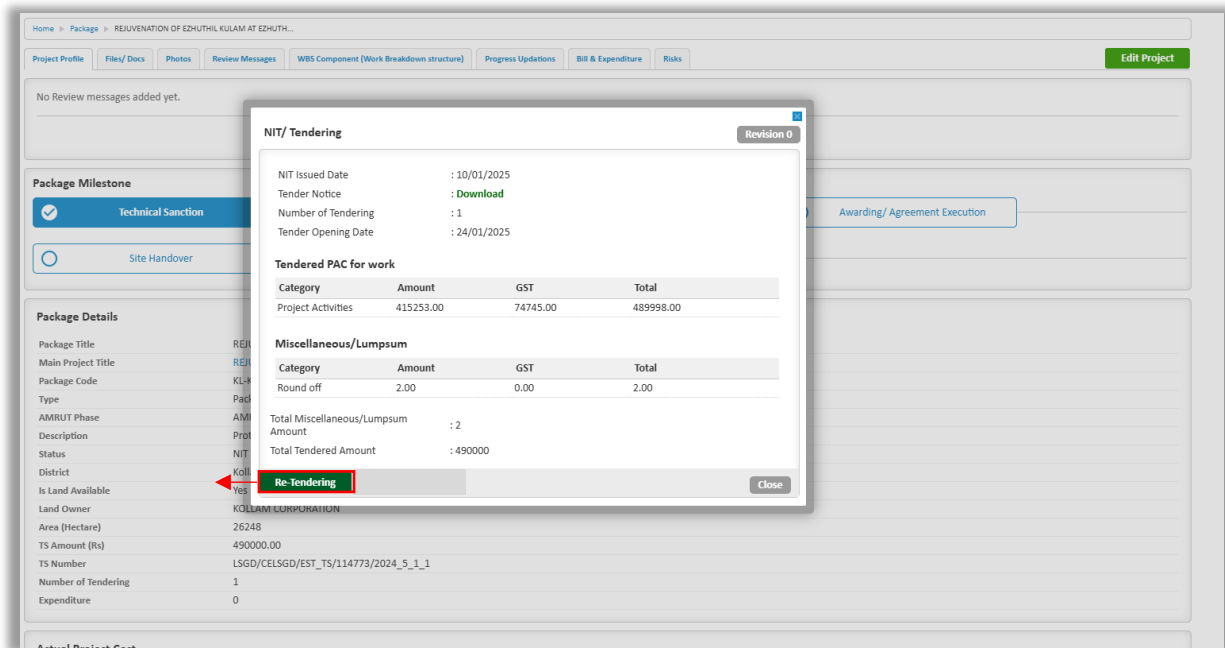 Home Package REJUVENATION OF EZHUTHIL KULAM AT EZHUTH...
Project Profile Files/ Docs Photos Review Messages WBS Component (Work Breakdown structure) Progress Updations Bill & Expenditure Risks Edit Project
No Review messages added yet.
NIT/ Tendering
Revision 0
NIT Issued Date : 10/01/2025
Tender Notice : Download
Number of Tendering : 1
Tender Opening Date : 24/01/2025
Tendered PAC for work
Category Amount GST Total
Project Activities 415253.00 74745.00 489998.00
Miscellaneous/Lumpsum
Category Amount GST Total
Round off 2.00 0.00 2.00
Total Miscellaneous/Lumpsum Amount : 2
Total Tendered Amount : 490000
Re-Tendering
Close
Package Milestone
Technical Sanction
Awarding/ Agreement Execution
Site Handover
Package Details
Package Title
Main Project Title
Package Code
Type
AMRUT Phase
Description
Status NIT
District
Is Land Available Yes
Land Owner KOLLAM CORPORATION
Area (Hectare) 26248
TS Amount (Rs) 490000.00
TS Number LSGD/CELSGD/EST_TS/114773/2024_5_1_1
Number of Tendering 1
Expenditure 0
Actual Project Cost